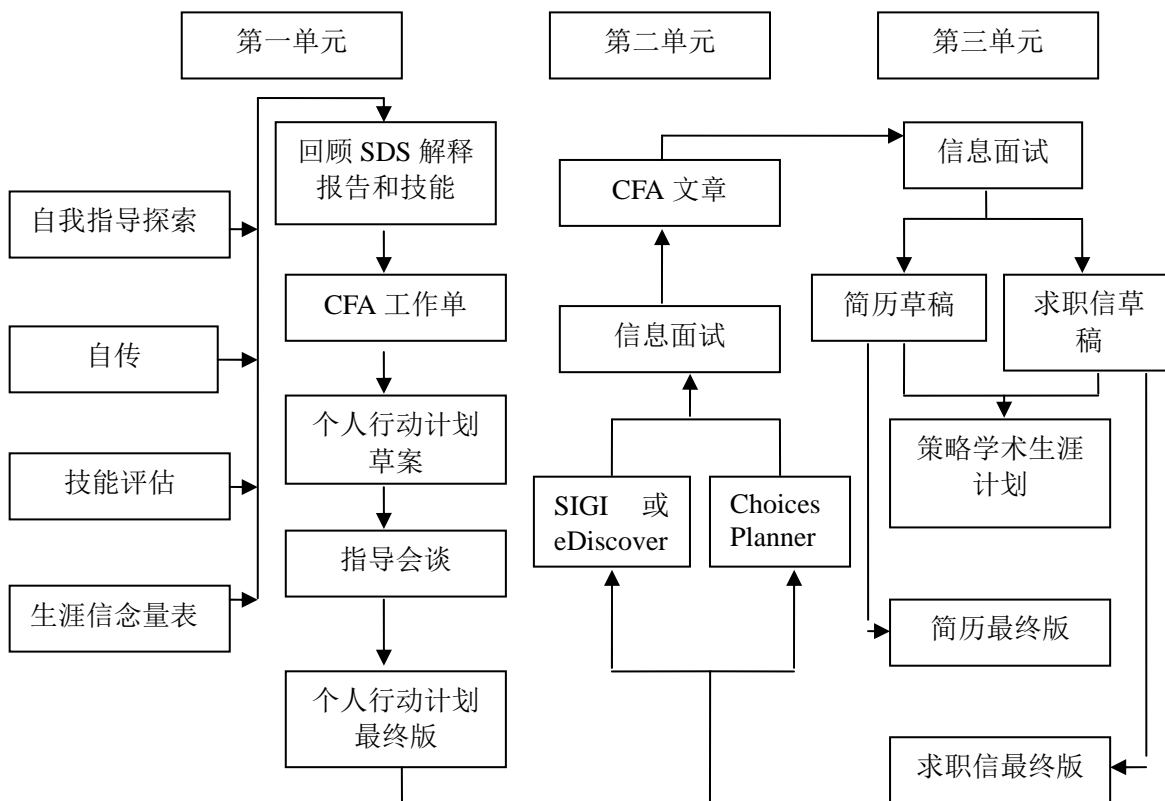 第一单元
第二单元
第三单元
回顾 SDS 解释
报告和技能
自我指导探索
CFA 工作单
自传
个人行动计划
草案
技能评估
指导会谈
生涯信念量表
个人行动计划
最终版
CFA 文章
信息面试
SIGI 或
eDiscover
Choices
Planner
信息面试
简历草稿
求职信草
稿
策略学术生涯
计划
简历最终版
求职信最终版